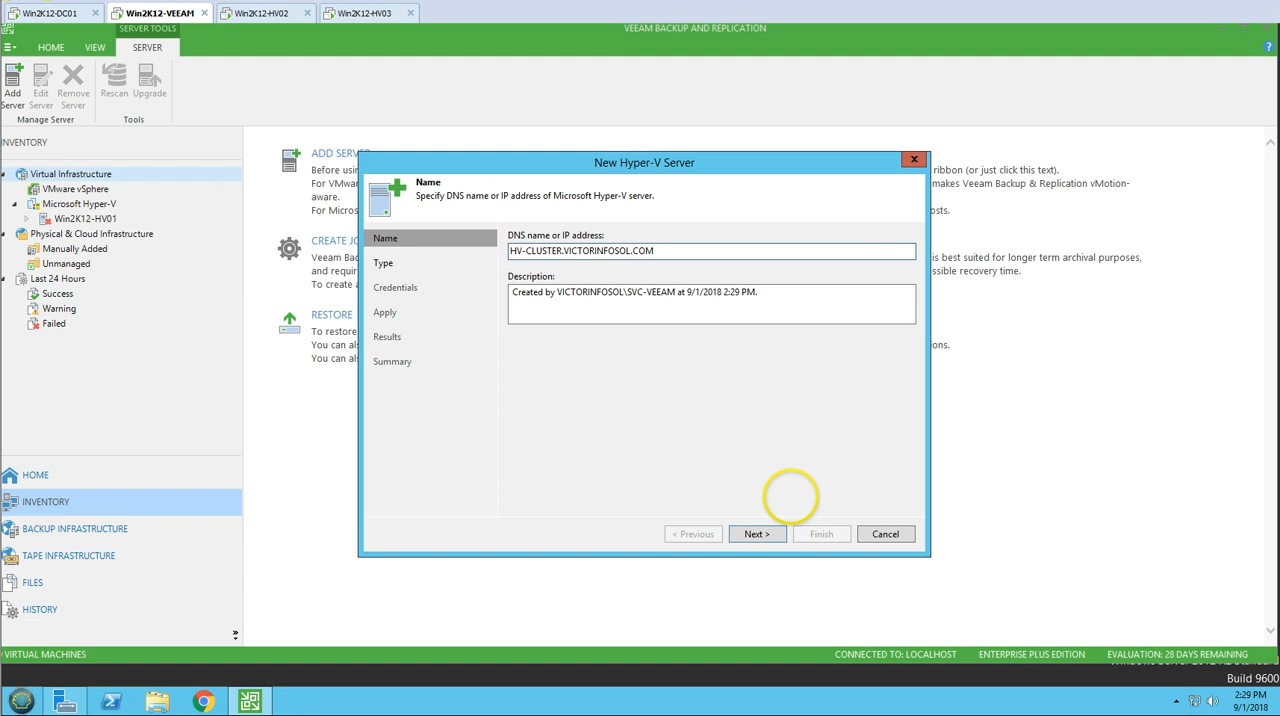 Win2K12-DC01
Win2K12-VEEAM
Win2K12-HV02
Win2K12-HV03
SERVER TOOLS
VEEAM BACKUP AND REPLICATION
HOME
VIEW
SERVER
Add Server
Edit Server
Remove Server
Rescan
Upgrade
Manage Server
Tools
INVENTORY
Virtual Infrastructure
VMware vSphere
Microsoft Hyper-V
Win2K12-HV01
Physical & Cloud Infrastructure
Manually Added
Unmanaged
Last 24 Hours
Success
Warning
Failed
HOME
INVENTORY
BACKUP INFRASTRUCTURE
TAPE INFRASTRUCTURE
FILES
HISTORY
ADD SERV
Before usin
ribbon (or just click this text).
For VMwar
makes Veeam Backup & Replication vMotion-
aware.
For Micros
osts.
CREATE JO
Veeam Bac
is best suited for longer term archival purposes,
and requir
ossible recovery time.
To create a
RESTORE
To restore
You can als
ons.
You can als
New Hyper-V Server
Name
Specify DNS name or IP address of Microsoft Hyper-V server.
Name
Type
Credentials
Apply
Results
Summary
DNS name or IP address:
HV-CLUSTER.VICTORINFOSOL.COM
Description:
Created by VICTORINFOSOL\SVC-VEEAM at 9/1/2018 2:29 PM.
< Previous
Next >
Finish
Cancel
VIRTUAL MACHINES
CONNECTED TO: LOCALHOST
ENTERPRISE PLUS EDITION
EVALUATION: 28 DAYS REMAINING
Build 9600
2:29 PM
9/1/2018